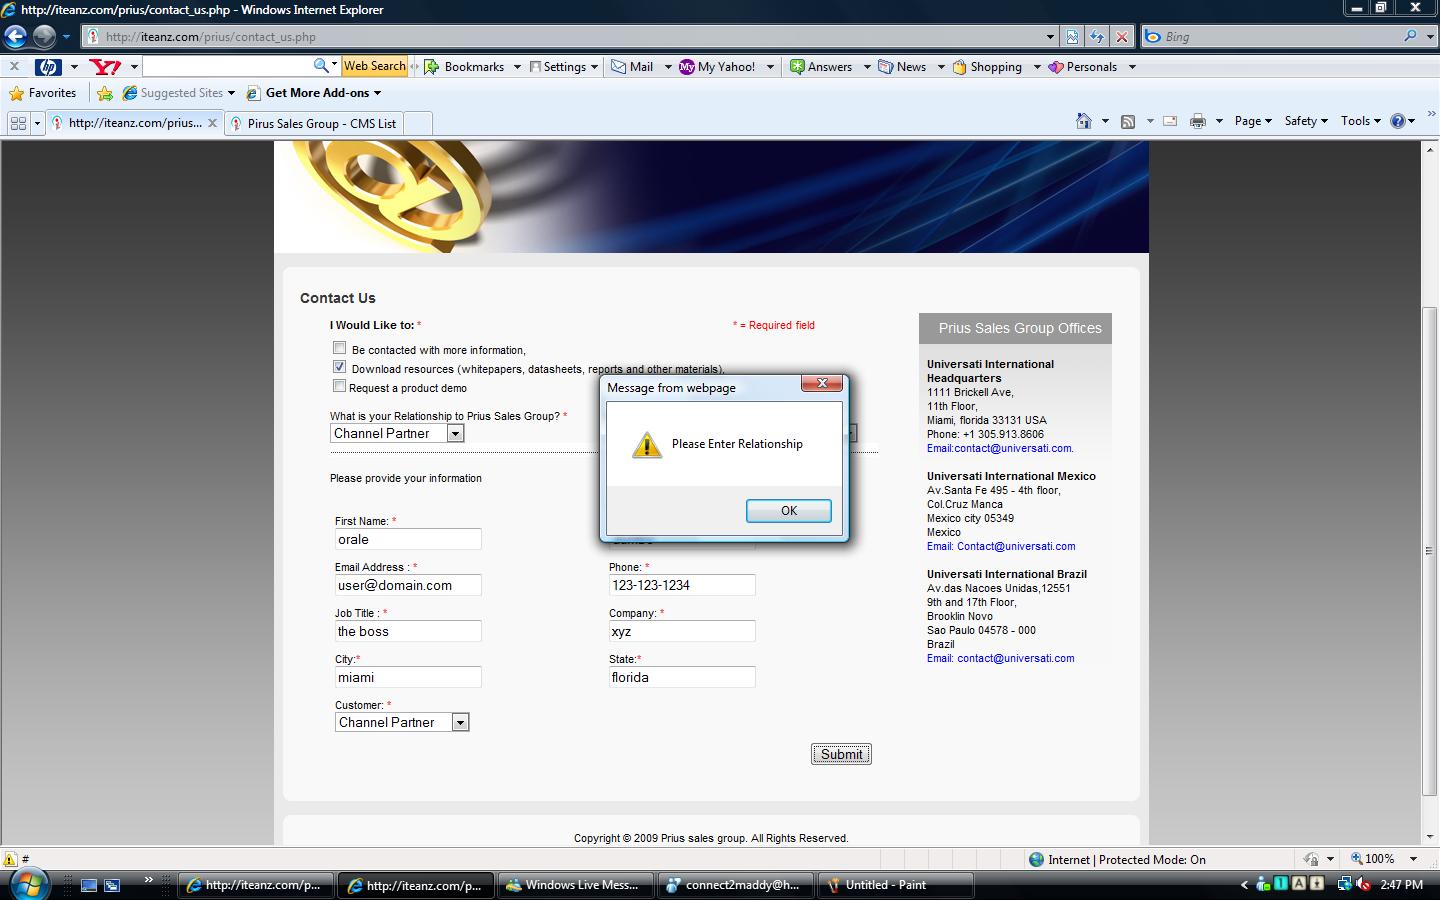 http://iteanz.com/prius/contact_us.php - Windows Internet Explorer
http://iteanz.com/prius/contact_us.php
Bing
hp
Y!
Web Search
Bookmarks
Settings
Mail
My Yahoo!
Answers
News
Shopping
Personals
Favorites
Suggested Sites
Get More Add-ons
http://iteanz.com/prius...
Pirus Sales Group - CMS List
Page
Safety
Tools
Contact Us
I Would Like to: *
* = Required field
Be contacted with more information,
Download resources (whitepapers, datasheets, reports and other materials),
Request a product demo
What is your Relationship to Prius Sales Group? *
Channel Partner
Message from webpage
Please Enter Relationship
OK
Please provide your information
First Name: *
orale
Email Address : *
user@domain.com
Phone: *
123-123-1234
Job Title : *
the boss
Company: *
xyz
City:*
miami
State:*
florida
Customer: *
Channel Partner
Submit
Prius Sales Group Offices
Universati International
Headquarters
1111 Brickell Ave,
11th Floor,
Miami, florida 33131 USA
Phone: +1 305.913.8606
Email:contact@universati.com.
Universati International Mexico
Av.Santa Fe 495 - 4th floor,
Col.Cruz Manca
Mexico city 05349
Mexico
Email: Contact@universati.com
Universati International Brazil
Av.das Nacoes Unidas,12551
9th and 17th Floor,
Brooklin Novo
Sao Paulo 04578 - 000
Brazil
Email: contact@universati.com
Copyright © 2009 Prius sales group. All Rights Reserved.
#
Internet | Protected Mode: On
100%
http://iteanz.com/p...
http://iteanz.com/p...
Windows Live Mess...
connect2maddy@h...
Untitled - Paint
2:47 PM